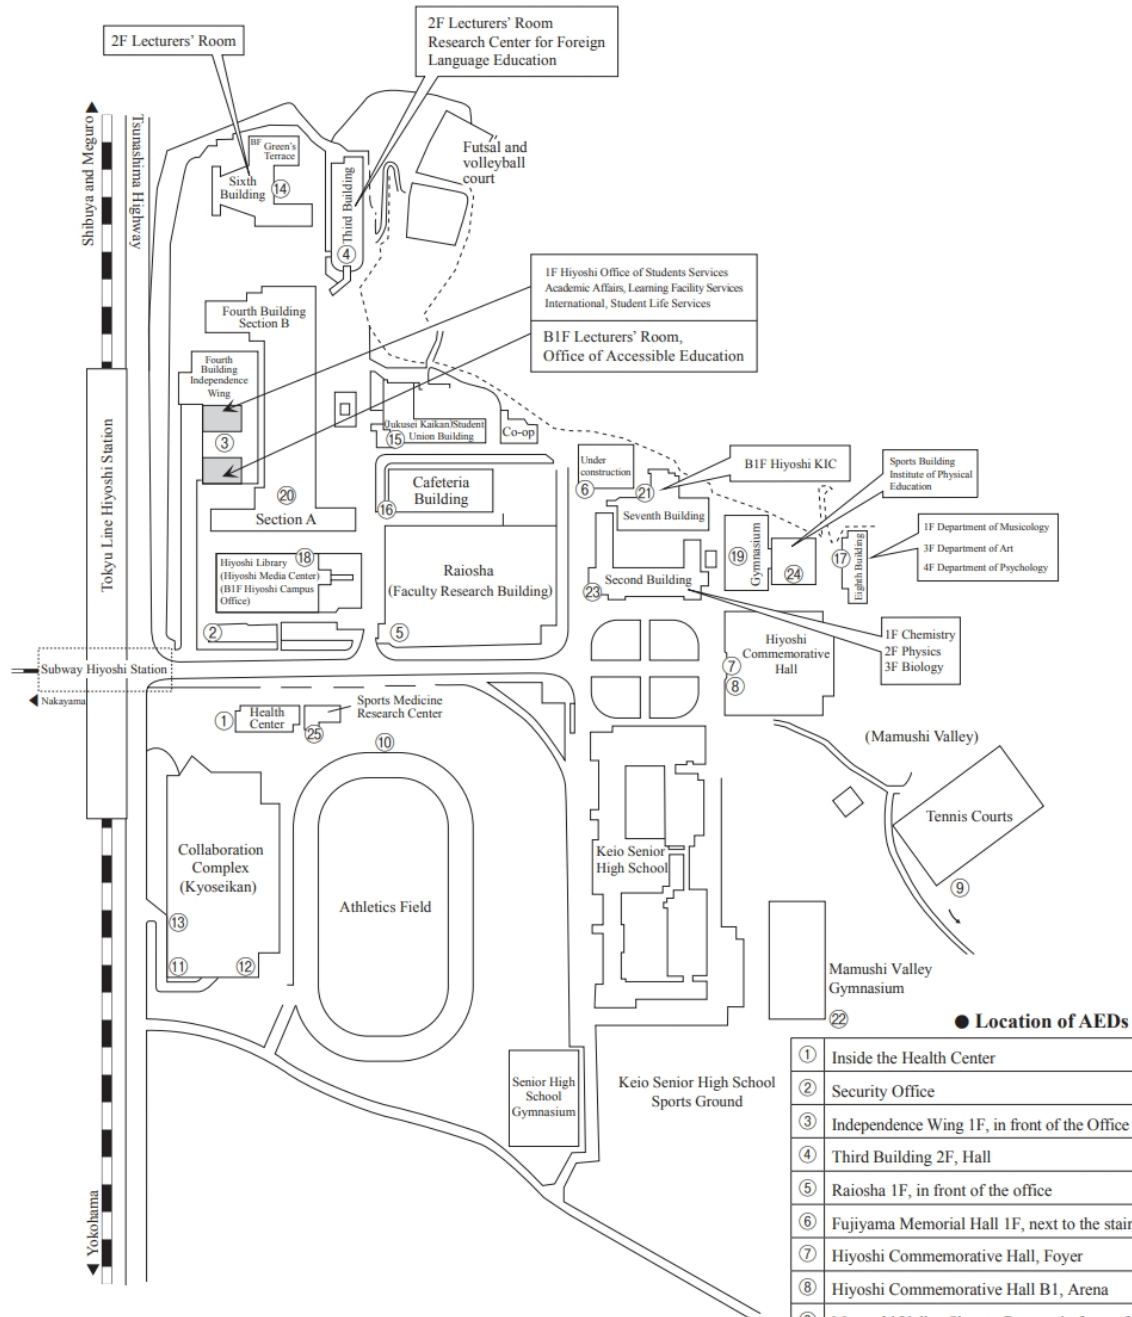 2F Lecturers' Room
2F Lecturers' Room
Research Center for Foreign
Language Education
Shibuya and Meguro
Tsunashima Highway
BF Green's
Terrace
Sixth
Building
⑭
Third Building
④
Futsal and
volleyball
court
1F Hiyoshi Office of Students Services
Academic Affairs, Learning Facility Services
International, Student Life Services
B1F Lecturers' Room,
Office of Accessible Education
Fourth Building
Section B
Fourth
Building
Independence
Wing
③
⑳
Section A
(Jukusei Kaikan)Student
Union Building
⑮
Co-op
Cafeteria
Building
⑯
Under
construction
⑥
B1F Hiyoshi KIC
㉑
Seventh Building
Sports Building
Institute of Physical
Education
1F Department of Musicology
3F Department of Art
4F Department of Psychology
⑲
Gymnasium
㉔
⑰
Eighth Building
Tokyu Line Hiyoshi Station
Hiyoshi Library
⑱
(Hiyoshi Media Center)
(B1F Hiyoshi Campus
Office)
②
Raiosha
(Faculty Research Building)
⑤
Second Building
㉓
1F Chemistry
2F Physics
3F Biology
Hiyoshi
Commemorative
Hall
⑦
⑧
Subway Hiyoshi Station
Nakayama
①
Health
Center
Sports Medicine
Research Center
㉕
⑩
(Mamushi Valley)
Tennis Courts
⑨
Collaboration
Complex
(Kyoseikan)
⑬
⑪
⑫
Athletics Field
Keio Senior
High School
Mamushi Valley
Gymnasium
㉒
Senior High
School
Gymnasium
Keio Senior High School
Sports Ground
Yokohama
● Location of AEDs
① Inside the Health Center
② Security Office
③ Independence Wing 1F, in front of the Office
④ Third Building 2F, Hall
⑤ Raiosha 1F, in front of the office
⑥ Fujiyama Memorial Hall 1F, next to the stair
⑦ Hiyoshi Commemorative Hall, Foyer
⑧ Hiyoshi Commemorative Hall B1, Arena